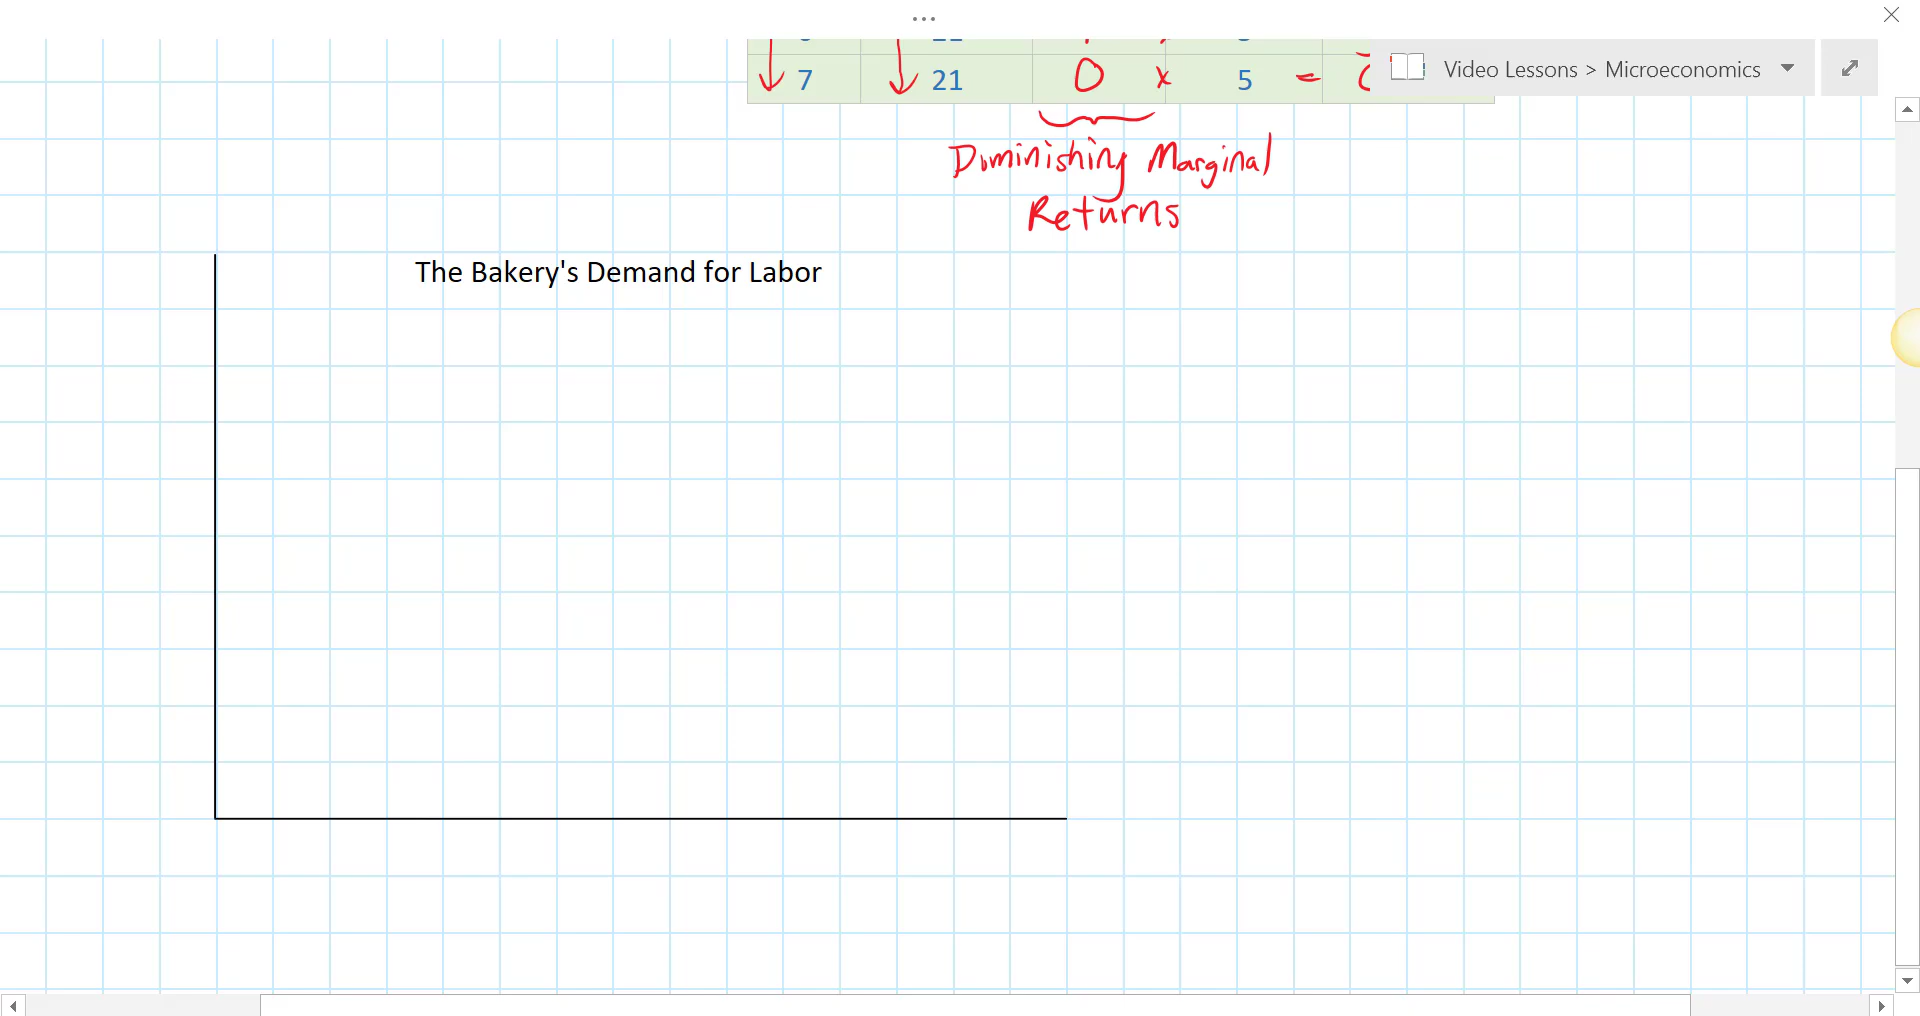 7 21 0 x 5 =
Video Lessons > Microeconomics
Diminishing Marginal
Returns
The Bakery's Demand for Labor